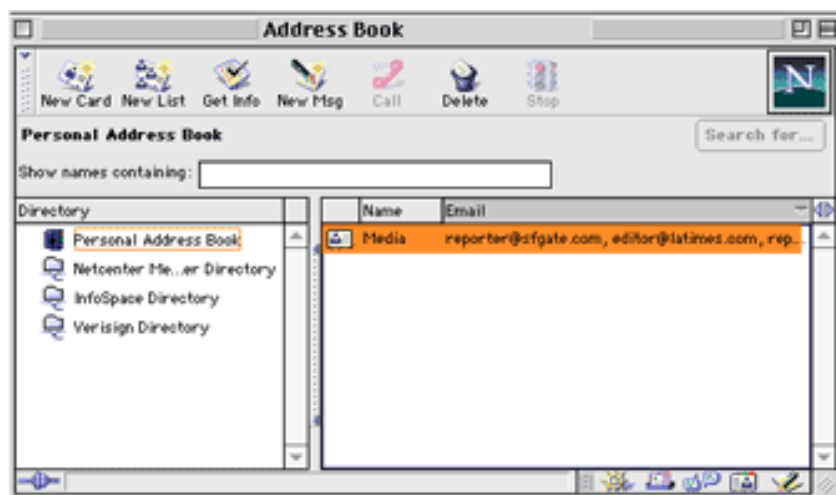 Address Book
New Card New List Get Info New Msg Call Delete Stop
N
Personal Address Book
Search for...
Show names containing:
Directory
Name Email
Personal Address Book
Netcenter Me...er Directory
InfoSpace Directory
Verisign Directory
Media reporter@sfgate.com, editor@latimes.com, rep...